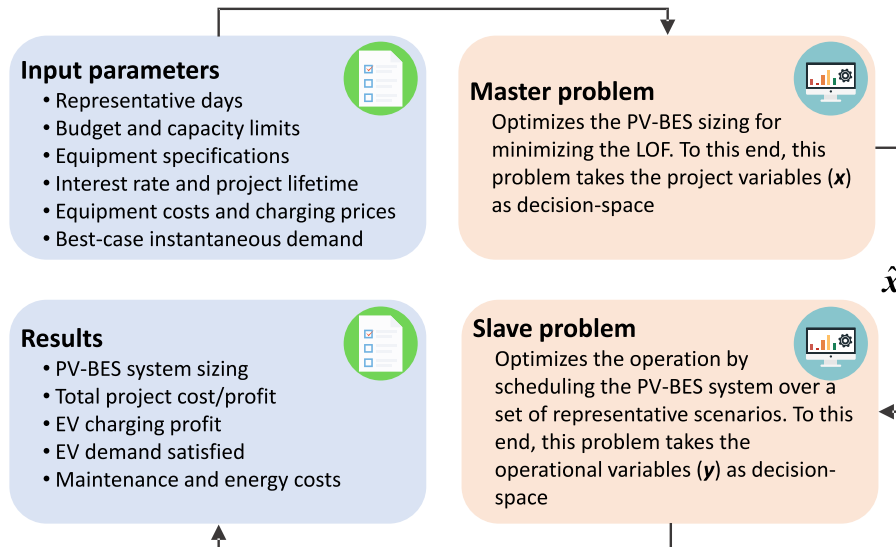 Input parameters
• Representative days
• Budget and capacity limits
• Equipment specifications
• Interest rate and project lifetime
• Equipment costs and charging prices
• Best-case instantaneous demand
Master problem
Optimizes the PV-BES sizing for
minimizing the LOF. To this end, this
problem takes the project variables (x)
as decision-space
x̂
Results
• PV-BES system sizing
• Total project cost/profit
• EV charging profit
• EV demand satisfied
• Maintenance and energy costs
Slave problem
Optimizes the operation by
scheduling the PV-BES system over a
set of representative scenarios. To this
end, this problem takes the
operational variables (y) as decision-
space